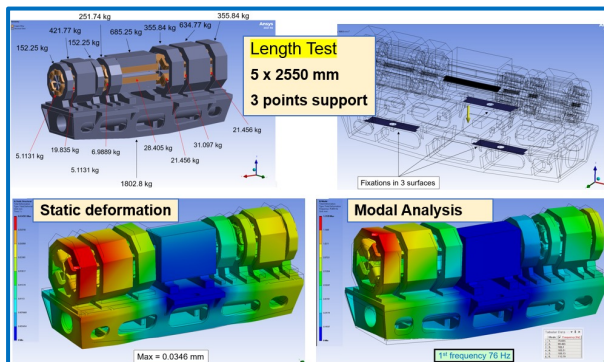 251.74 kg
355.84 kg
634.77 kg
355.84 kg
421.77 kg
685.25 kg
152.25 kg
152.25 kg
Length Test
5 x 2550 mm
3 points support
5.1131 kg
19.835 kg
5.1131 kg
6.9889 kg
28.405 kg
21.456 kg
31.097 kg
21.456 kg
1802.8 kg
Fixations in 3 surfaces
Static deformation
Modal Analysis
Max = 0.0346 mm
1st frequency 76 Hz